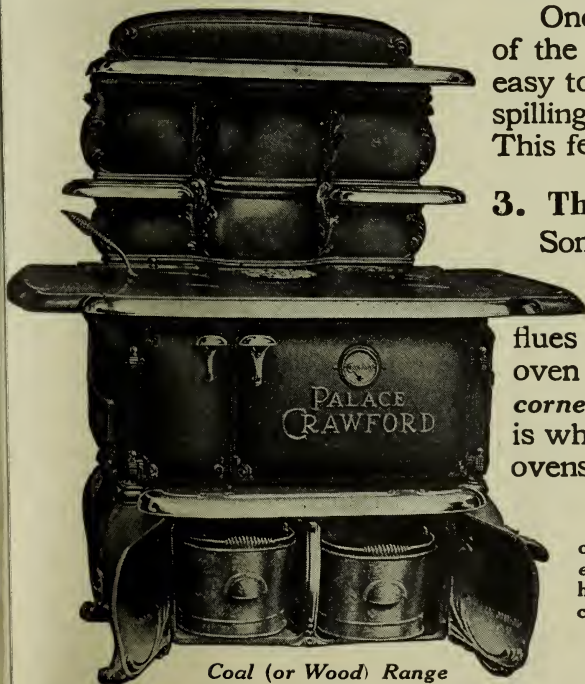 One
of the
easy to
spilling
This fe
3. Th
Son
flues
oven
corne
is wh
ovens
c
e
h
c
PALACE
CRAWFORD
Coal (or Wood) Range